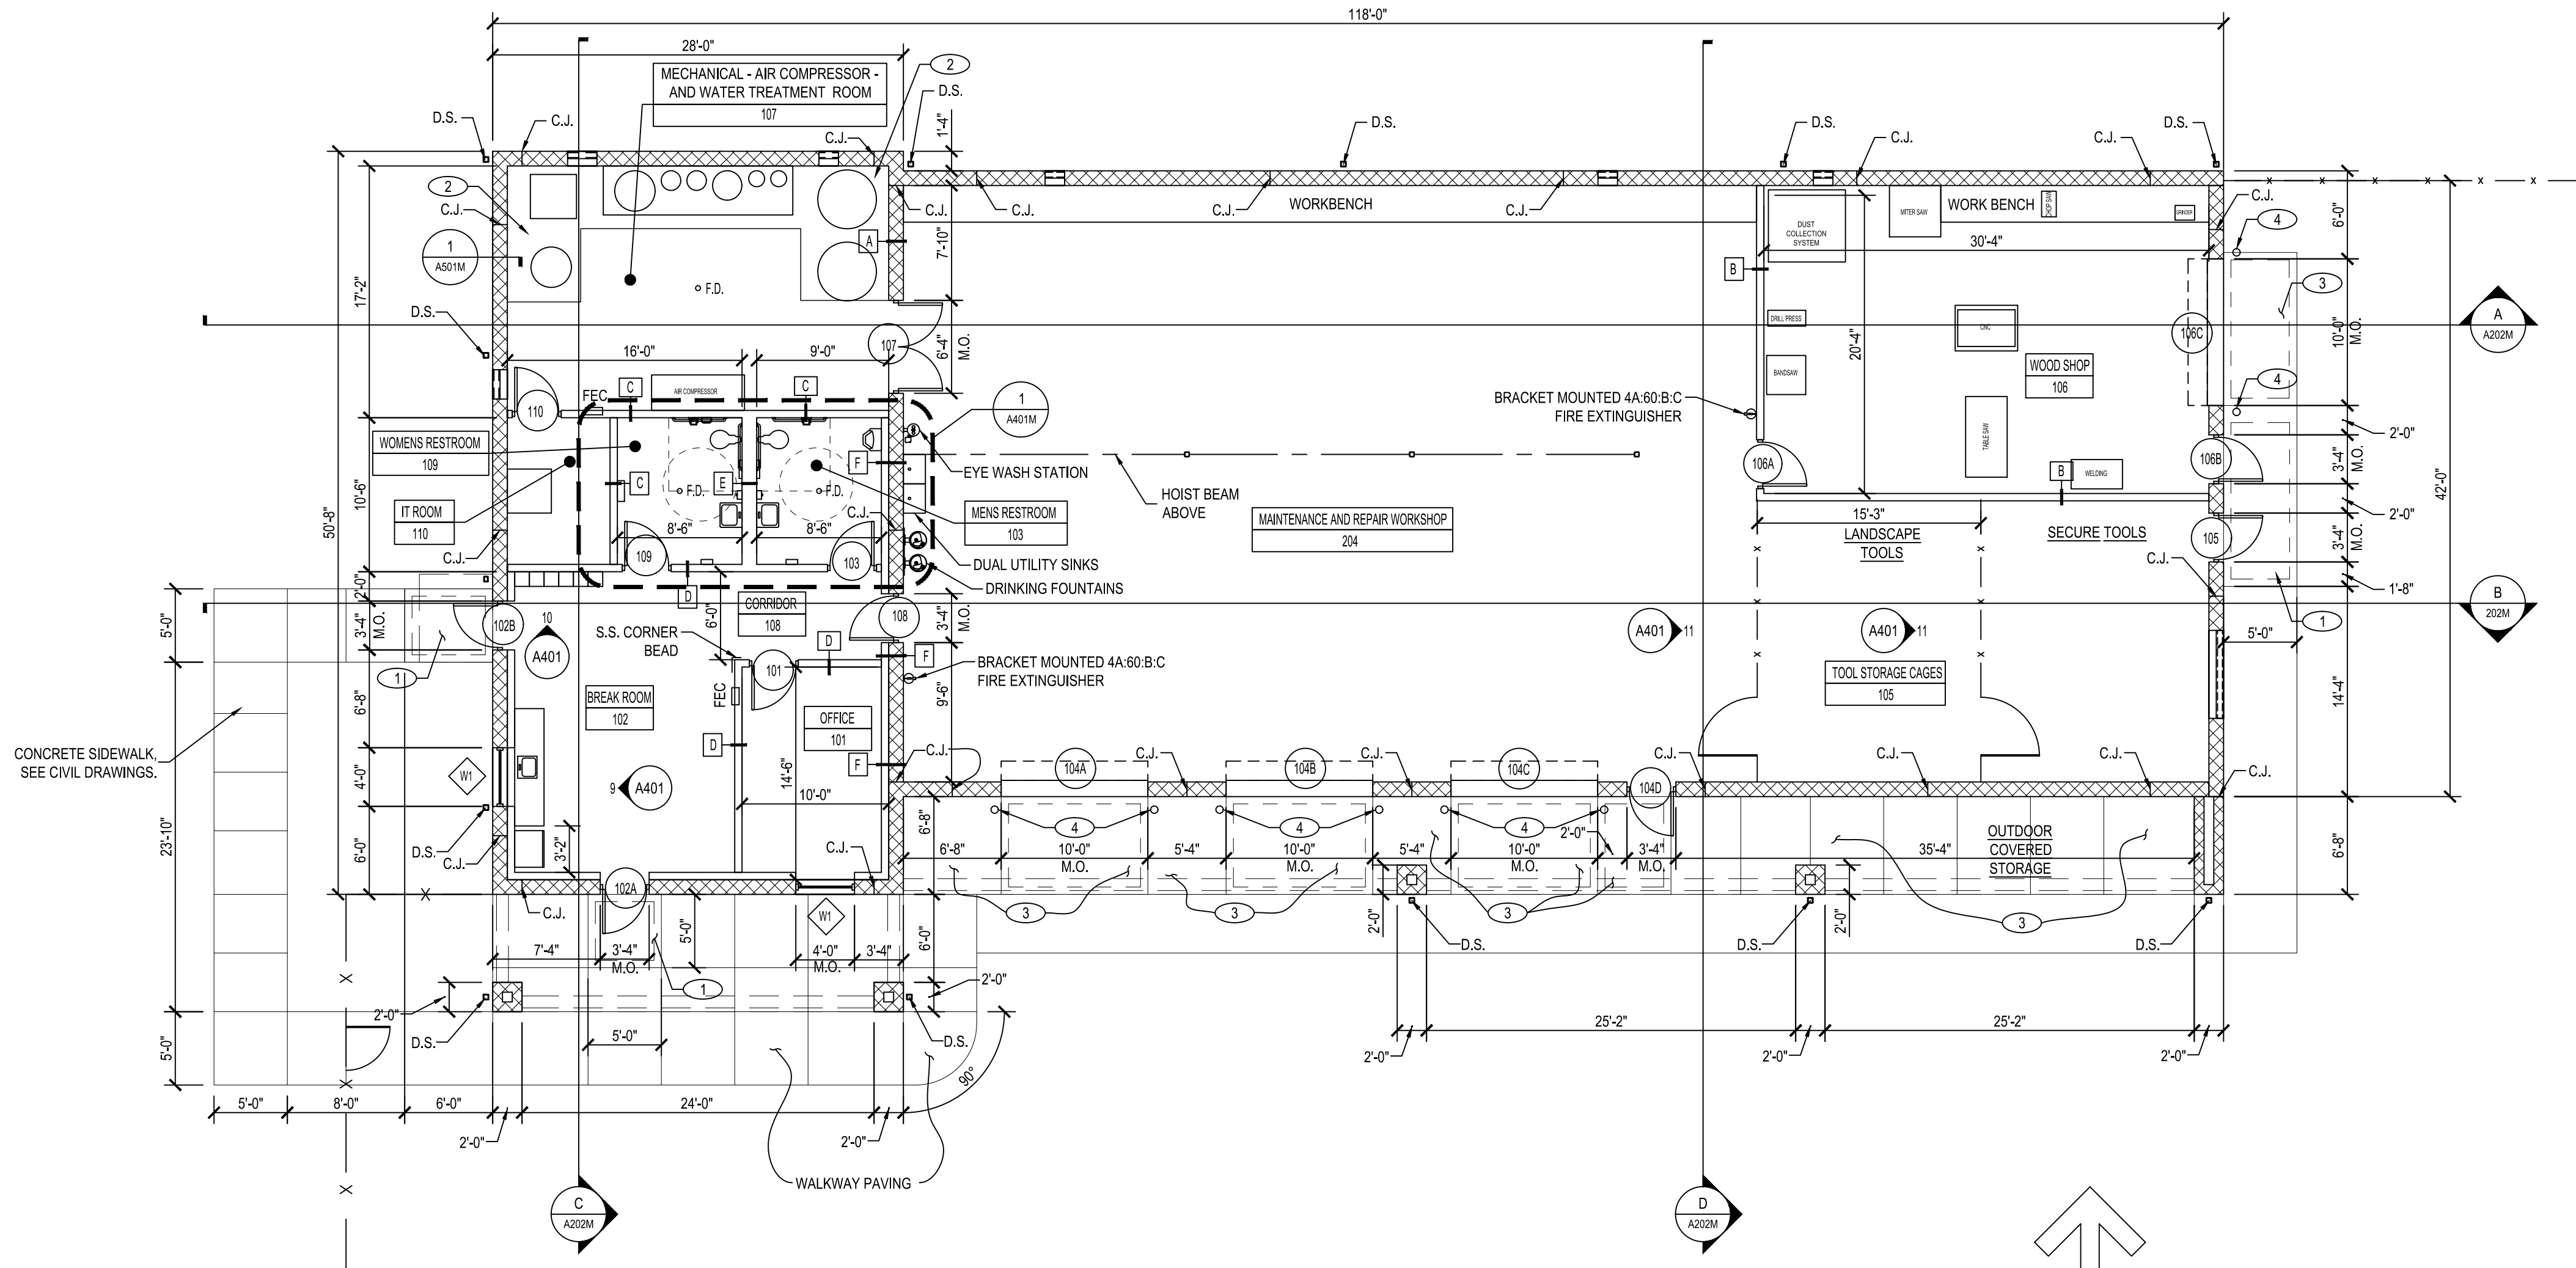 118'-0"
28'-0"
MECHANICAL - AIR COMPRESSOR -
AND WATER TREATMENT ROOM
107
2
D.S.
D.S.
C.J.
C.J.
1'-4"
D.S.
D.S.
C.J.
C.J.
D.S.
2
C.J.
1
A501M
17'-2"
D.S.
A
7'-10"
C.J.
C.J.
C.J.
WORKBENCH
C.J.
DUST
COLLECTION
SYSTEM
MITER SAW
WORK BENCH
CHOP SAW
GRINDER
C.J.
4
6'-0"
30'-4"
B
3
F.D.
107
6'-4"
M.O.
16'-0"
9'-0"
DRILL PRESS
CNC
20'-4"
106C
10'-0"
M.O.
A
A202M
WOOD SHOP
106
BANDSAW
4
FEC
C
AIR COMPRESSOR
C
110
1
A401M
BRACKET MOUNTED 4A:60:B:C
FIRE EXTINGUISHER
TABLE SAW
2'-0"
WOMENS RESTROOM
109
F
EYE WASH STATION
106A
106B
3'-4"
M.O.
B
WELDING
C
E
F.D.
F.D.
HOIST BEAM
ABOVE
10'-6"
50'-8"
42'-0"
IT ROOM
110
8'-6"
8'-6"
C.J.
MENS RESTROOM
103
MAINTENANCE AND REPAIR WORKSHOP
204
15'-3"
LANDSCAPE
TOOLS
SECURE TOOLS
2'-0"
105
3'-4"
M.O.
C.J.
109
103
DUAL UTILITY SINKS
C.J.
DRINKING FOUNTAINS
1'-8"
2'-0"
D
CORRIDOR
108
6'-0"
108
3'-4"
M.O.
B
202M
5'-0"
3'-4"
M.O.
102B
10
A401
S.S. CORNER
BEAD
D
F
A401
11
A401
11
1
5'-0"
1
101
BRACKET MOUNTED 4A:60:B:C
FIRE EXTINGUISHER
TOOL STORAGE CAGES
105
FEC
BREAK ROOM
102
OFFICE
101
6'-8"
9'-6"
14'-4"
CONCRETE SIDEWALK,
SEE CIVIL DRAWINGS.
D
F
C.J.
104A
C.J.
104B
C.J.
104C
C.J.
C.J.
C.J.
W1
4'-0"
9
A401
14'-6"
10'-0"
104D
23'-10"
D.S.
C.J.
3'-2"
6'-0"
C.J.
6'-8"
4
4
4
2'-0"
OUTDOOR
COVERED
STORAGE
6'-8"
6'-8"
10'-0"
M.O.
5'-4"
10'-0"
M.O.
5'-4"
10'-0"
M.O.
3'-4"
M.O.
35'-4"
102A
C.J.
W1
3
3
3
3
2'-0"
2'-0"
5'-0"
6'-0"
7'-4"
3'-4"
M.O.
4'-0"
M.O.
3'-4"
D.S.
D.S.
D.S.
1
2'-0"
D.S.
2'-0"
D.S.
5'-0"
5'-0"
25'-2"
25'-2"
2'-0"
2'-0"
2'-0"
90°
5'-0"
8'-0"
6'-0"
24'-0"
2'-0"
2'-0"
WALKWAY PAVING
C
A202M
D
A202M